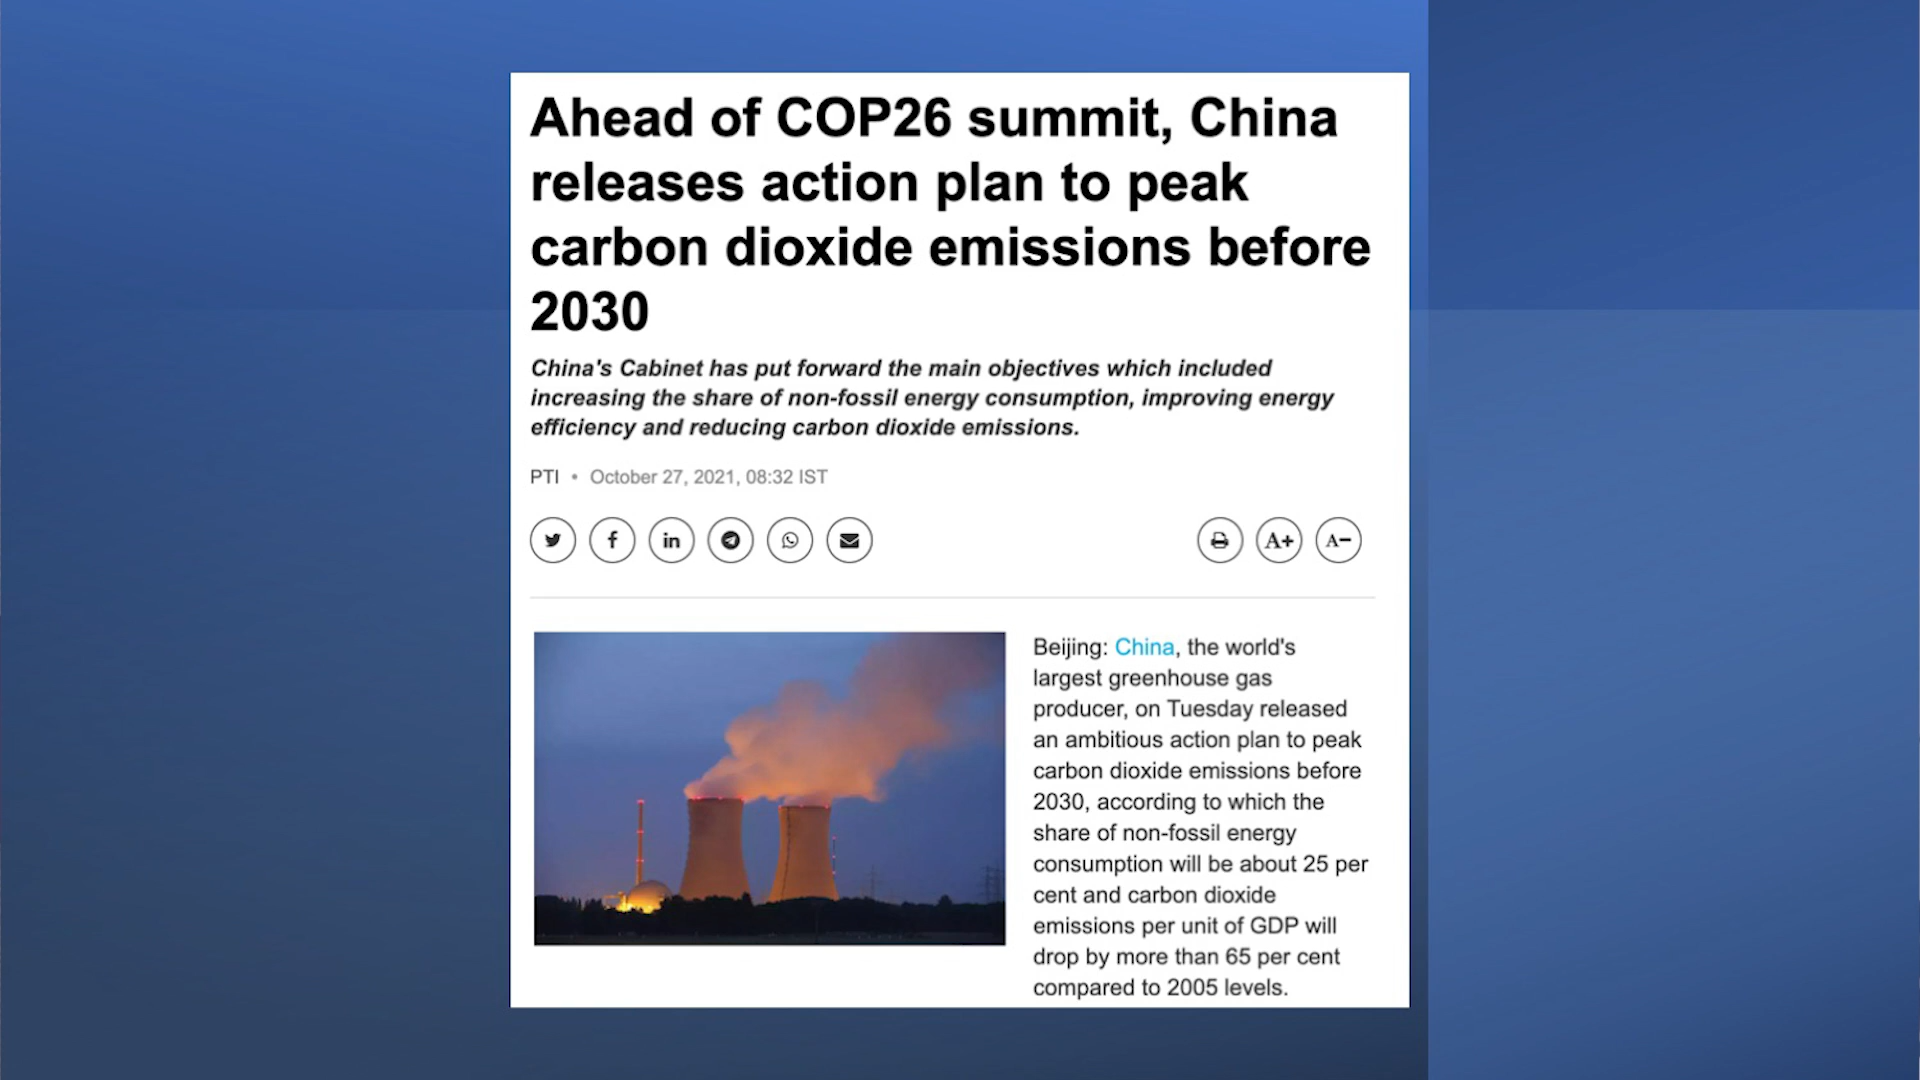 Ahead of COP26 summit, China
releases action plan to peak
carbon dioxide emissions before
2030
China's Cabinet has put forward the main objectives which included
increasing the share of non-fossil energy consumption, improving energy
efficiency and reducing carbon dioxide emissions.
PTI • October 27, 2021, 08:32 IST
A+ A−
Beijing: China, the world's
largest greenhouse gas
producer, on Tuesday released
an ambitious action plan to peak
carbon dioxide emissions before
2030, according to which the
share of non-fossil energy
consumption will be about 25 per
cent and carbon dioxide
emissions per unit of GDP will
drop by more than 65 per cent
compared to 2005 levels.